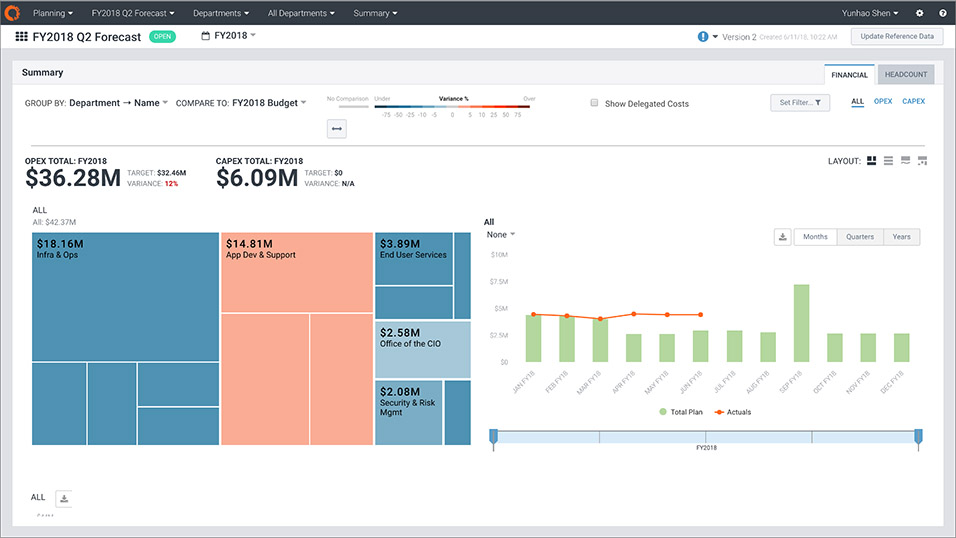 Planning FY2018 Q2 Forecast Departments All Departments Summary Yunhao Shen
FY2018 Q2 Forecast OPEN FY2018 Version 2 Created 6/11/18, 10:22 AM Update Reference Data
Summary FINANCIAL HEADCOUNT
GROUP BY: Department → Name COMPARE TO: FY2018 Budget
No Comparison Under Variance % Over
-75 -50 -25 -10 -5 0 5 10 25 50 75
Show Delegated Costs
Set Filter... ALL OPEX CAPEX
OPEX TOTAL: FY2018
$36.28M
TARGET: $32.46M
VARIANCE: 12%
CAPEX TOTAL: FY2018
$6.09M
TARGET: $0
VARIANCE: N/A
LAYOUT:
ALL
All: $42.37M
$18.16M
Infra & Ops
$14.81M
App Dev & Support
$3.89M
End User Services
$2.58M
Office of the CIO
$2.08M
Security & Risk
Mgmt
All
None
Months Quarters Years
$10M
$7.5M
$5M
$2.5M
$0
JAN FY18 FEB FY18 MAR FY18 APR FY18 MAY FY18 JUN FY18 JUL FY18 AUG FY18 SEP FY18 OCT FY18 NOV FY18 DEC FY18
Total Plan Actuals
FY2018
ALL